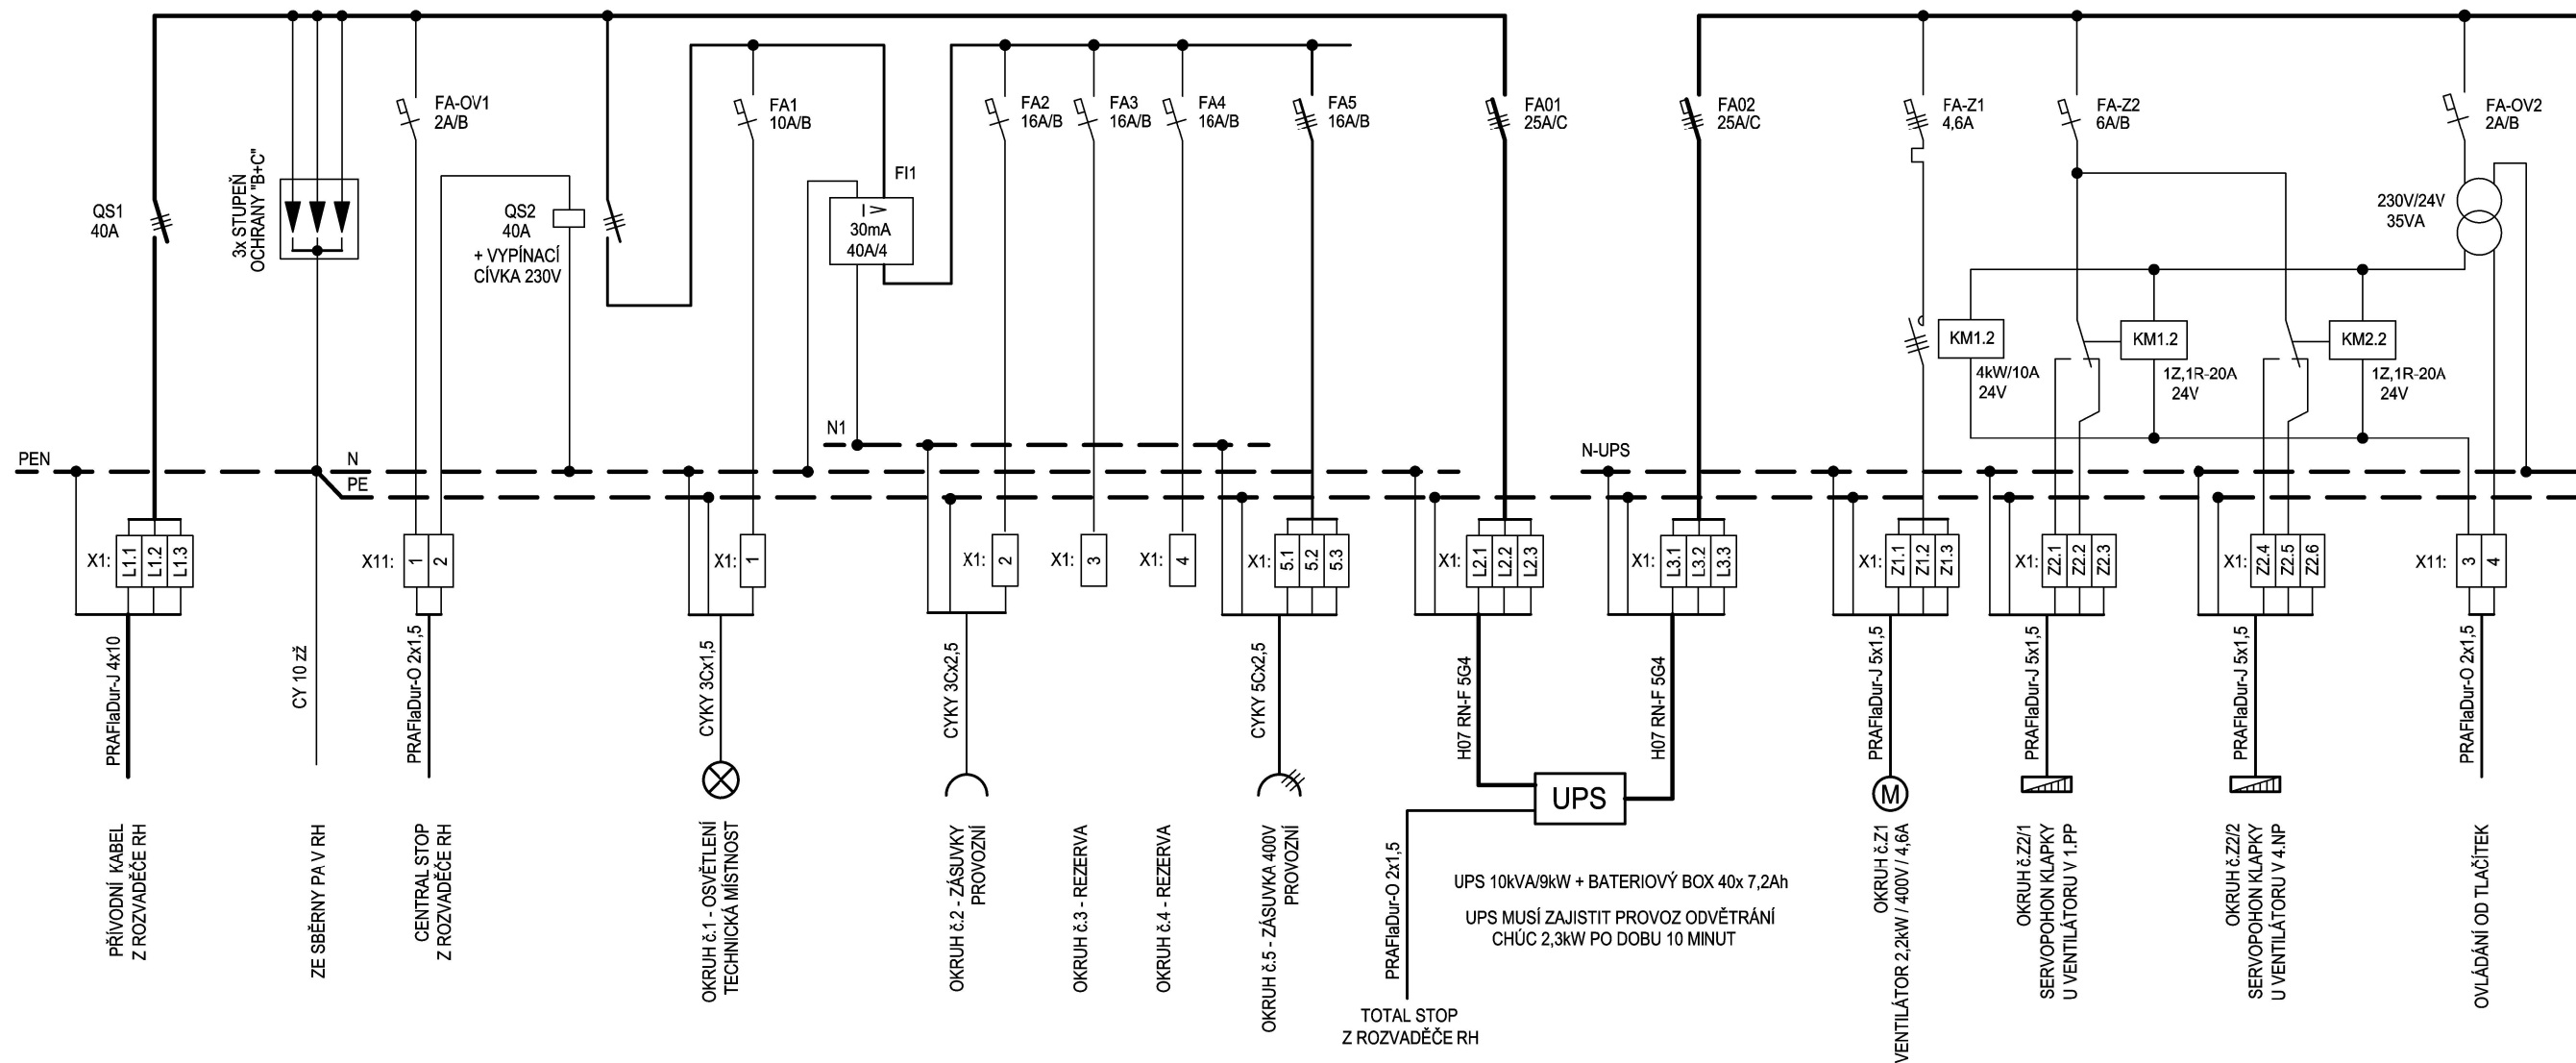 QS1
40A
3x STUPEŇ
OCHRANY "B+C"
FA-OV1
2A/B
QS2
40A
+ VYPÍNACÍ
CÍVKA 230V
FA1
10A/B
FI1
I >
30mA
40A/4
FA2
16A/B
FA3
16A/B
FA4
16A/B
FA5
16A/B
FA01
25A/C
FA02
25A/C
FA-Z1
4,6A
FA-Z2
6A/B
FA-OV2
2A/B
230V/24V
35VA
KM1.2
4kW/10A
24V
KM1.2
1Z,1R-20A
24V
KM2.2
1Z,1R-20A
24V
PEN
N
PE
N1
N-UPS
X1:
L1.1
L1.2
L1.3
X11:
1
2
X1:
1
X1:
2
X1:
3
X1:
4
X1:
5.1
5.2
5.3
X1:
L2.1
L2.2
L2.3
X1:
L3.1
L3.2
L3.3
X1:
Z1.1
Z1.2
Z1.3
X1:
Z2.1
Z2.2
Z2.3
X1:
Z2.4
Z2.5
Z2.6
X11:
3
4
PRAFlaDur-J 4x10
CY 10 zž
PRAFlaDur-O 2x1,5
CYKY 3Cx1,5
CYKY 3Cx2,5
CYKY 5Cx2,5
H07 RN-F 5G4
H07 RN-F 5G4
PRAFlaDur-J 5x1,5
PRAFlaDur-J 5x1,5
PRAFlaDur-J 5x1,5
PRAFlaDur-O 2x1,5
UPS
M
PŘÍVODNÍ KABEL
Z ROZVADĚČE RH
ZE SBĚRNY PA V RH
CENTRAL STOP
Z ROZVADĚČE RH
OKRUH č.1 - OSVĚTLENÍ
TECHNICKÁ MÍSTNOST
OKRUH č.2 - ZÁSUVKY
PROVOZNÍ
OKRUH č.3 - REZERVA
OKRUH č.4 - REZERVA
OKRUH č.5 - ZÁSUVKA 400V
PROVOZNÍ
PRAFlaDur-O 2x1,5
TOTAL STOP
Z ROZVADĚČE RH
UPS 10kVA/9kW + BATERIOVÝ BOX 40x 7,2Ah
UPS MUSÍ ZAJISTIT PROVOZ ODVĚTRÁNÍ
CHÚC 2,3kW PO DOBU 10 MINUT
OKRUH č.Z1
VENTILÁTOR 2,2kW / 400V / 4,6A
OKRUH č.Z2/1
SERVOPOHON KLAPKY
U VENTILÁTORU V 1.PP
OKRUH č.Z2/2
SERVOPOHON KLAPKY
U VENTILÁTORU V 4.NP
OVLÁDÁNÍ OD TLAČÍTEK